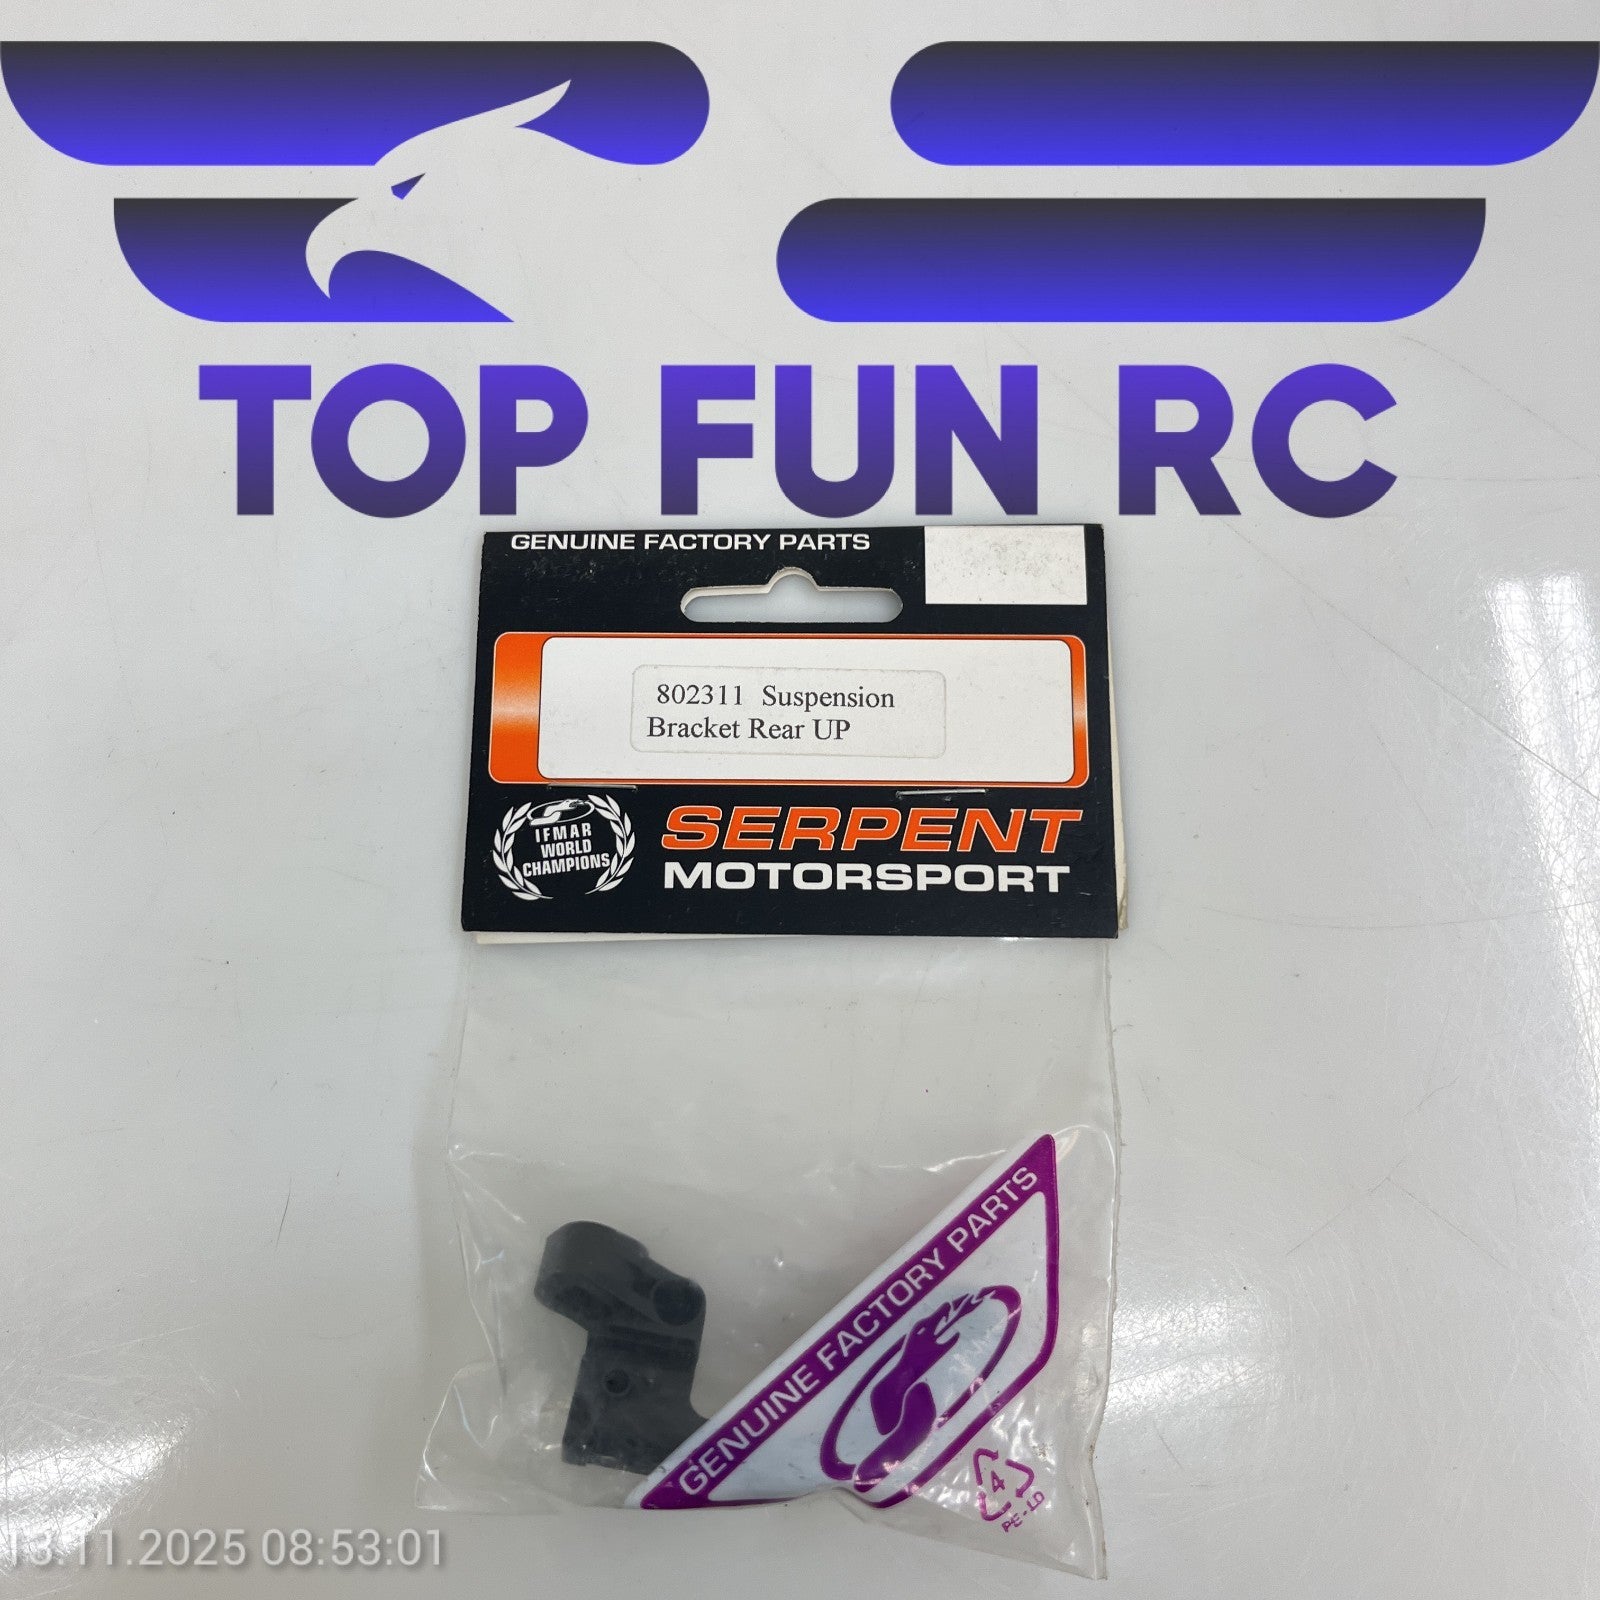 TOP FUN RC
GENUINE FACTORY PARTS
802311 Suspension
Bracket Rear UP
IFMAR
WORLD
CHAMPIONS
SERPENT
MOTORSPORT
GENUINE FACTORY PARTS
4
PE-LD
13.11.2025 08:53:01